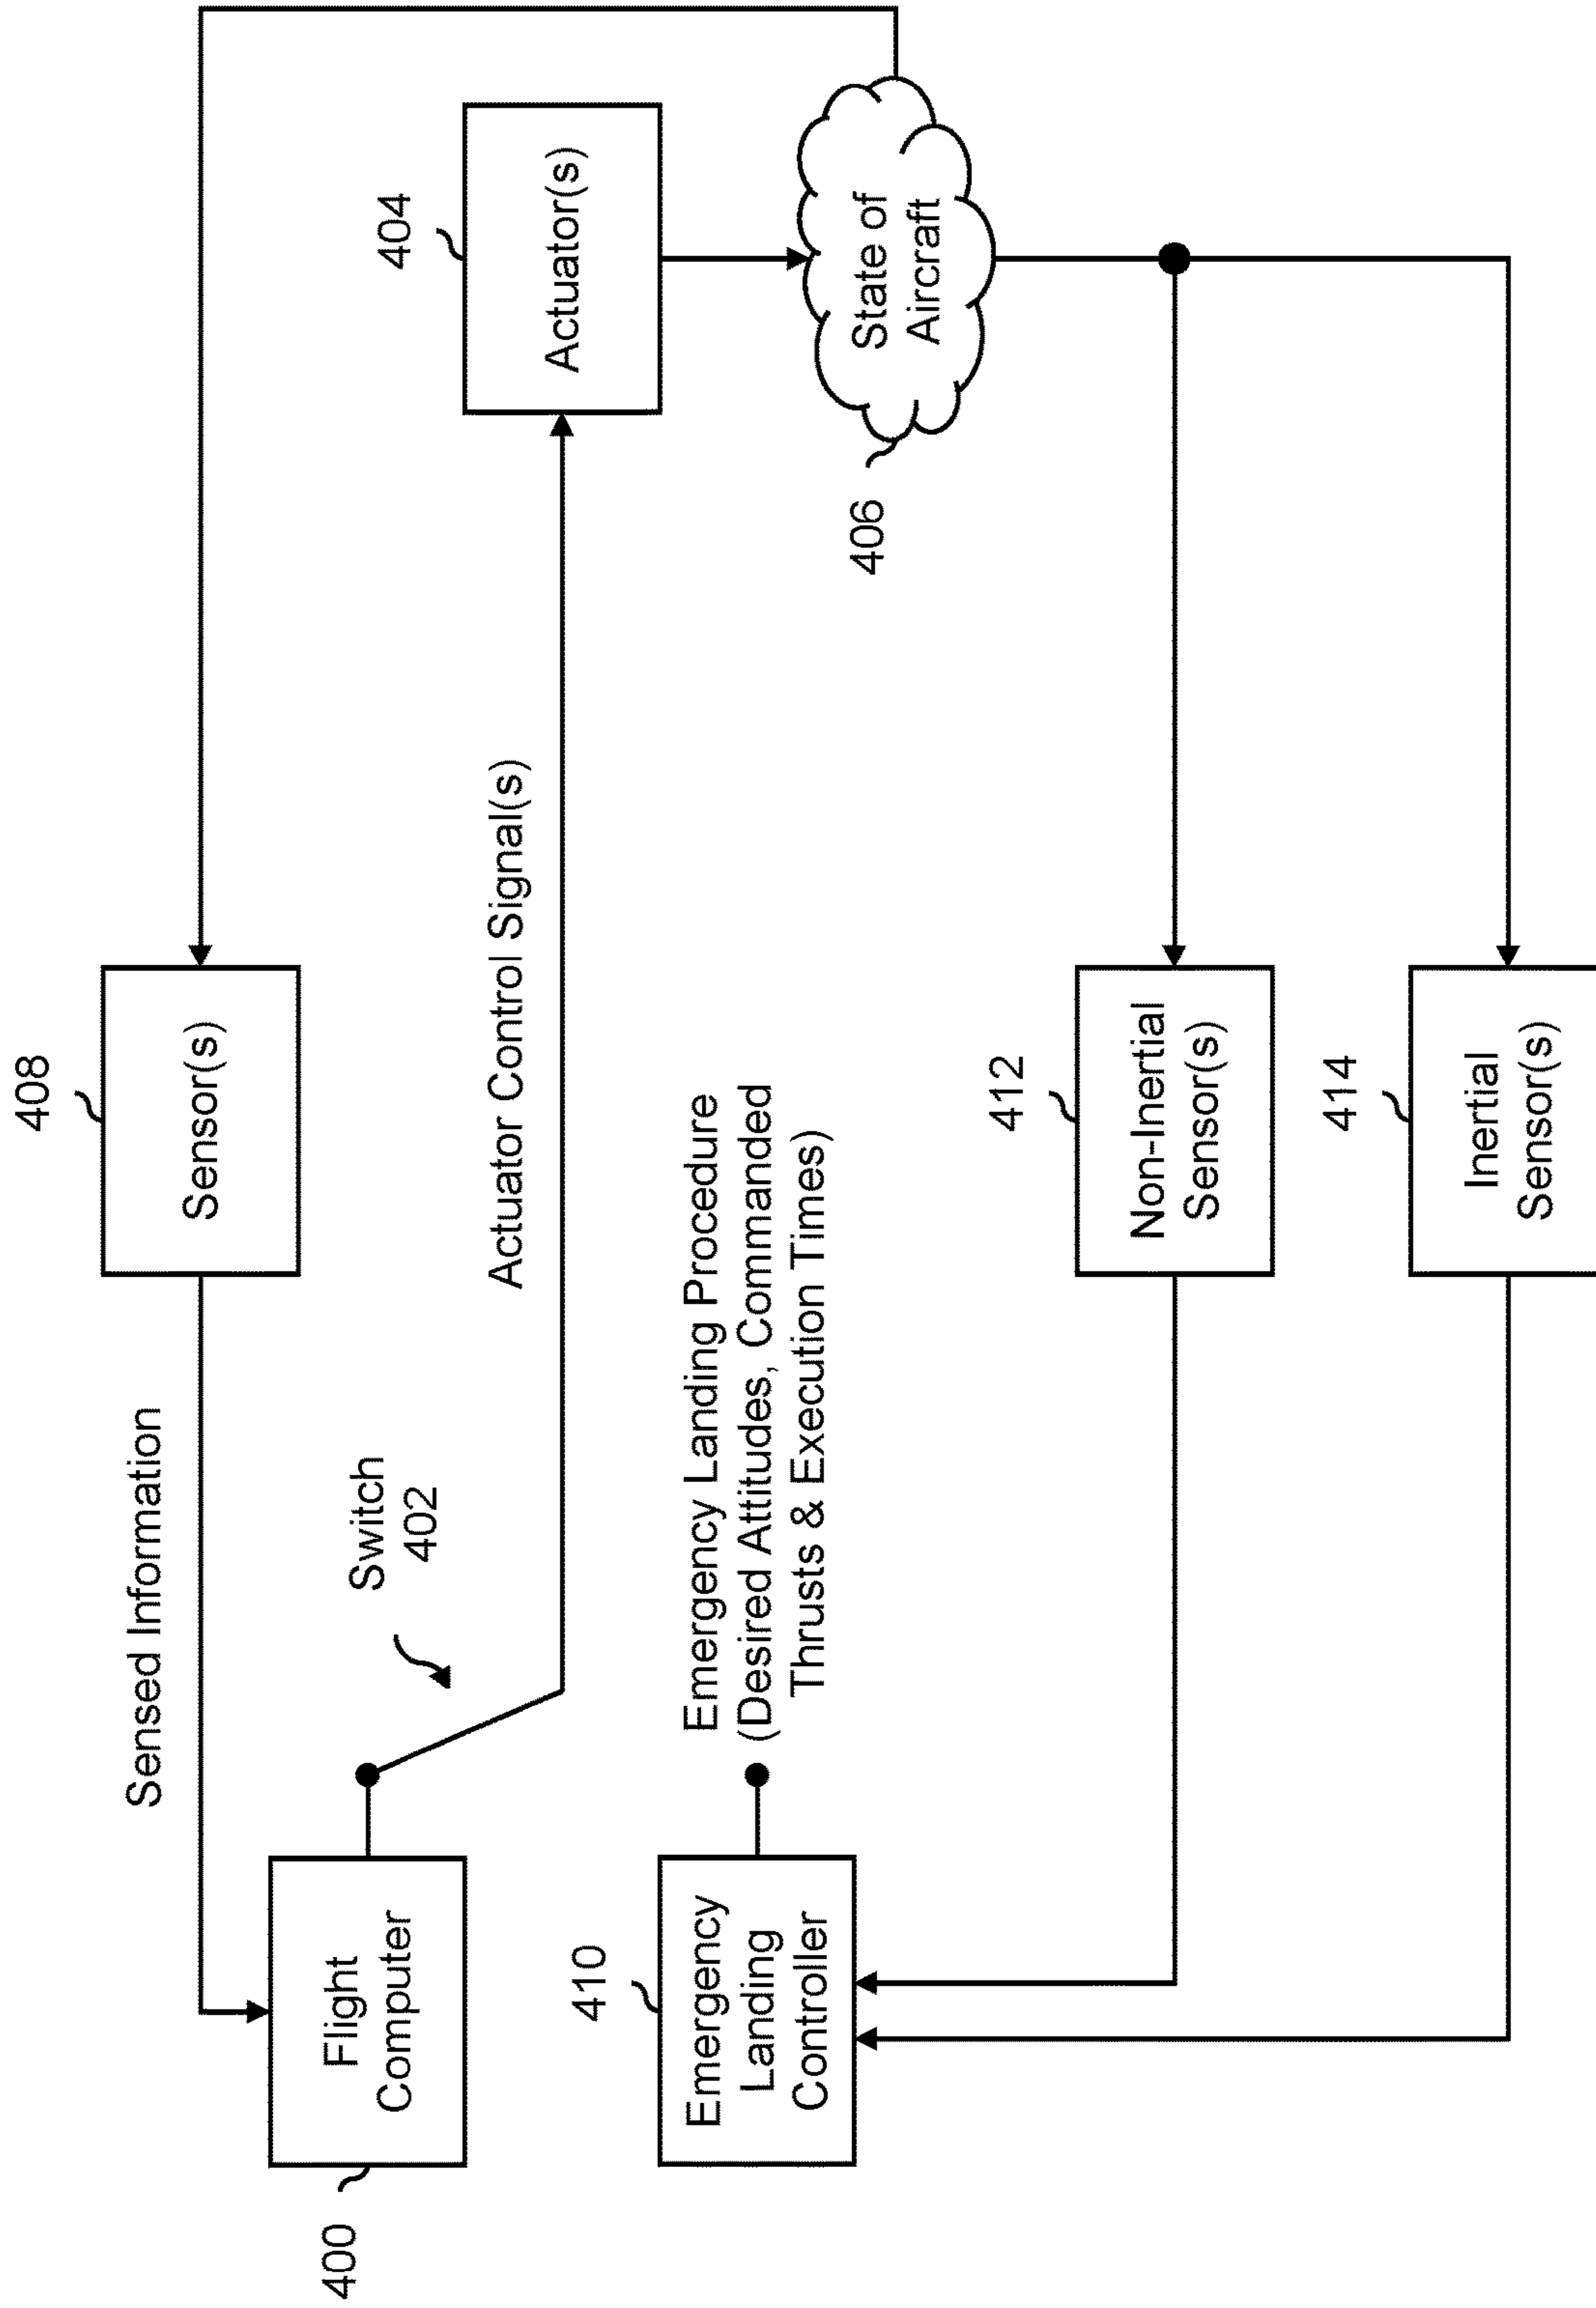 408
Sensor(s)
Sensed Information
Switch
402
Actuator Control Signal(s)
404
Actuator(s)
400
Flight
Computer
Emergency Landing Procedure
(Desired Attitudes, Commanded
Thrusts & Execution Times)
406
State of
Aircraft
410
Emergency
Landing
Controller
412
Non-Inertial
Sensor(s)
414
Inertial
Sensor(s)